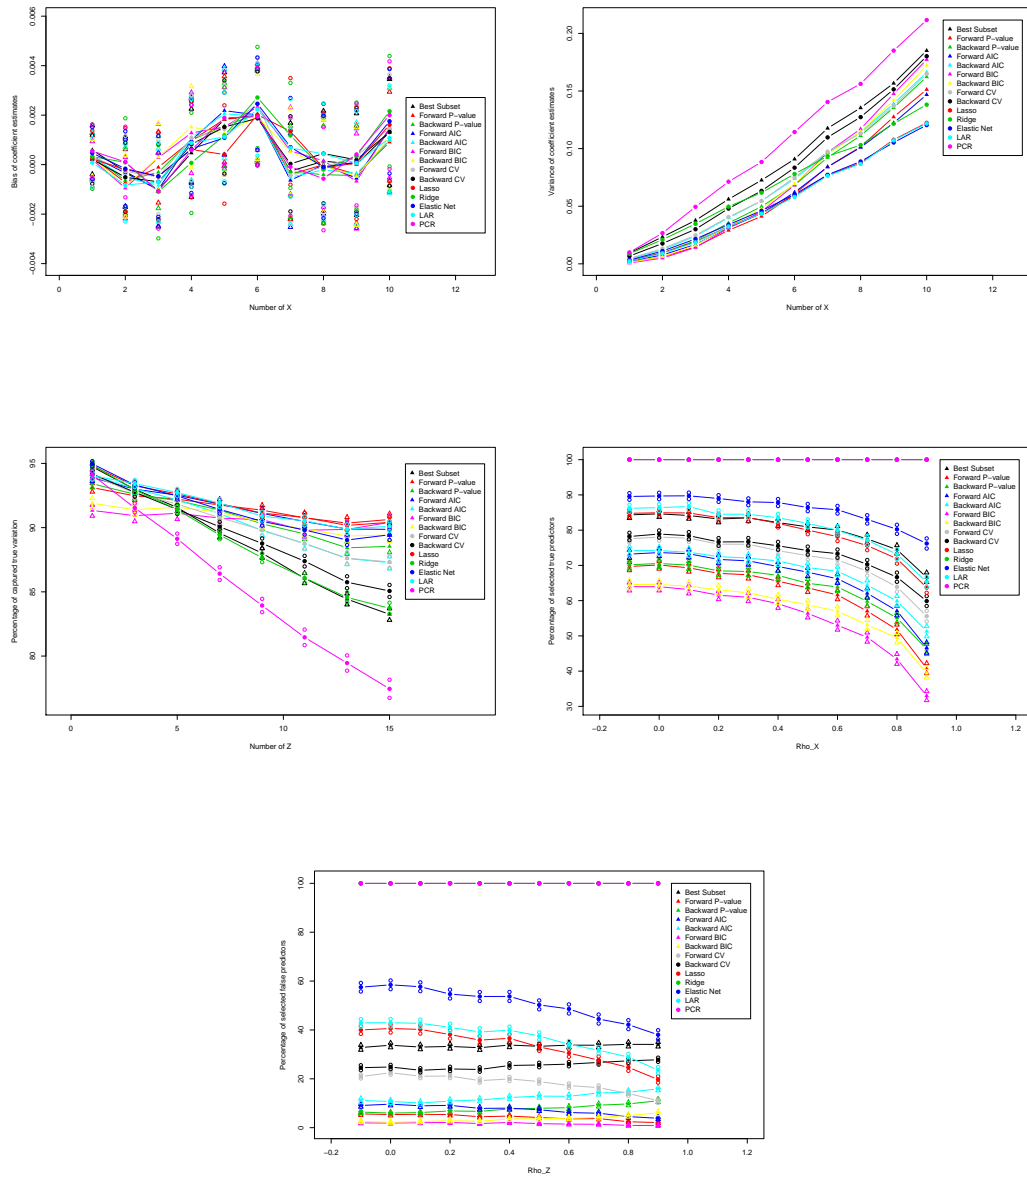 0.006
0.004
0.002
0.000
−0.002
−0.004
Bias of coefficient estimates
0
2
4
6
8
10
12
Number of X
Best Subset
Forward P−value
Backward P−value
Forward AIC
Backward AIC
Forward BIC
Backward BIC
Forward CV
Backward CV
Lasso
Ridge
Elastic Net
LAR
PCR
0.20
0.15
0.10
0.05
0.00
Variance of coefficient estimates
0
2
4
6
8
10
12
Number of X
Best Subset
Forward P−value
Backward P−value
Forward AIC
Backward AIC
Forward BIC
Backward BIC
Forward CV
Backward CV
Lasso
Ridge
Elastic Net
LAR
PCR
95
90
85
80
Percentage of captured true variation
0
5
10
15
Number of Z
Best Subset
Forward P−value
Backward P−value
Forward AIC
Backward AIC
Forward BIC
Backward BIC
Forward CV
Backward CV
Lasso
Ridge
Elastic Net
LAR
PCR
100
90
80
70
60
50
40
30
Percentage of selected true predictors
−0.2
0.0
0.2
0.4
0.6
0.8
1.0
1.2
Rho_X
Best Subset
Forward P−value
Backward P−value
Forward AIC
Backward AIC
Forward BIC
Backward BIC
Forward CV
Backward CV
Lasso
Ridge
Elastic Net
LAR
PCR
100
80
60
40
20
0
Percentage of selected false predictors
−0.2
0.0
0.2
0.4
0.6
0.8
1.0
1.2
Rho_Z
Best Subset
Forward P−value
Backward P−value
Forward AIC
Backward AIC
Forward BIC
Backward BIC
Forward CV
Backward CV
Lasso
Ridge
Elastic Net
LAR
PCR